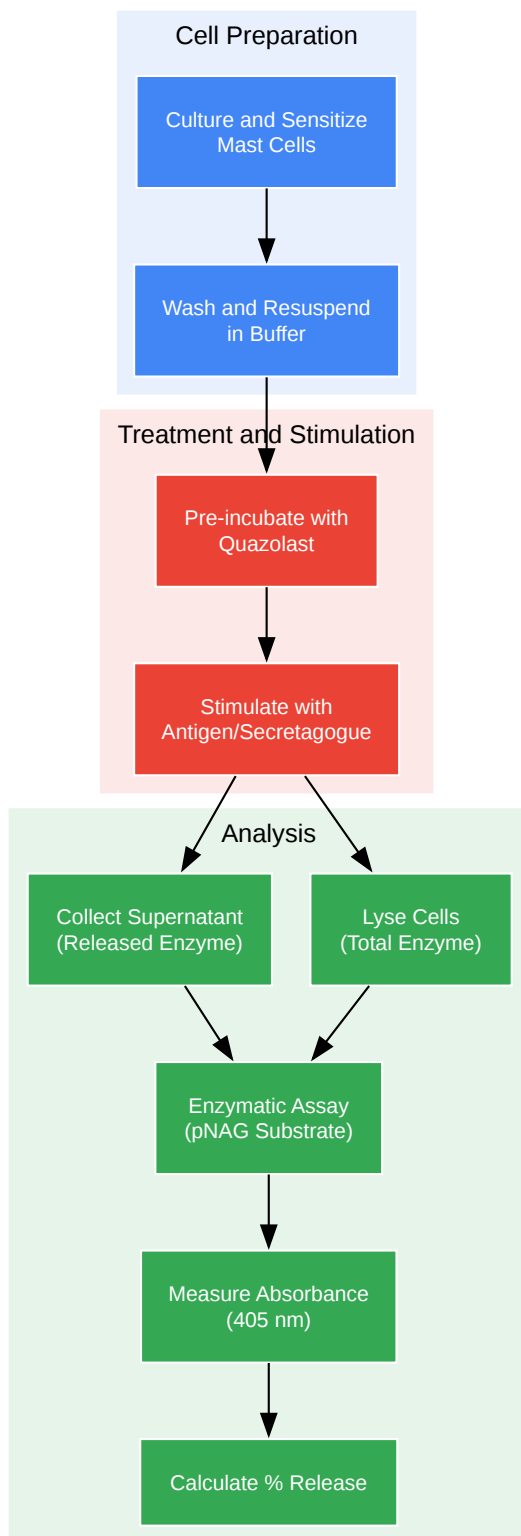 Cell Preparation
Culture and Sensitize
Mast Cells
Wash and Resuspend
in Buffer
Treatment and Stimulation
Pre-incubate with
Quazolast
Stimulate with
Antigen/Secretagogue
Analysis
Collect Supernatant
(Released Enzyme)
Lyse Cells
(Total Enzyme)
Enzymatic Assay
(pNAG Substrate)
Measure Absorbance
(405 nm)
Calculate % Release